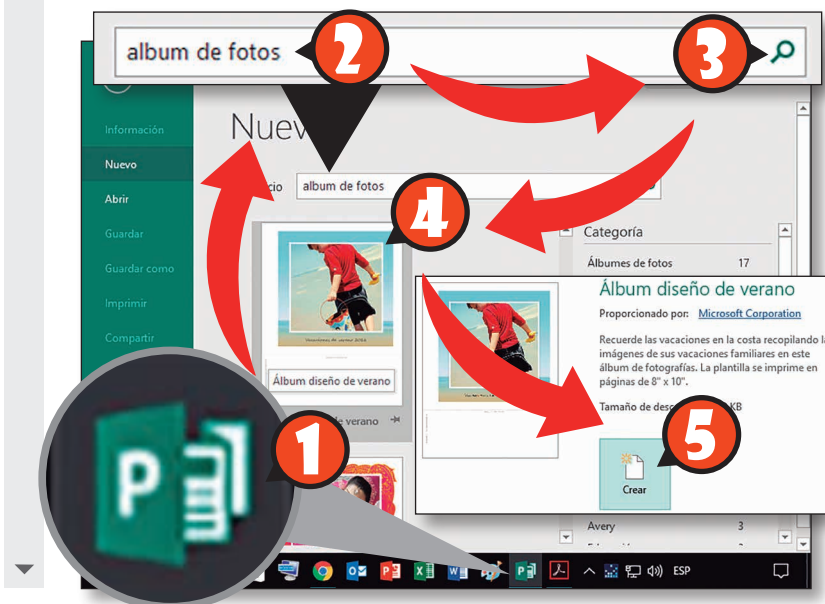 album de fotos
2
3
Información
Nuevo
Abrir
Guardar
Guardar como
Imprimir
Compartir
album de fotos
4
Categoría
Álbumes de fotos 17
Álbum diseño de verano
de verano
1
P
Álbum diseño de verano
Proporcionado por: Microsoft Corporation
Recuerde las vacaciones en la costa recopilando
imágenes de sus vacaciones familiares en este
álbum de fotografías. La plantilla se imprime en
páginas de 8" x 10".
Tamaño de KB
5
Crear
Avery 3
ESP